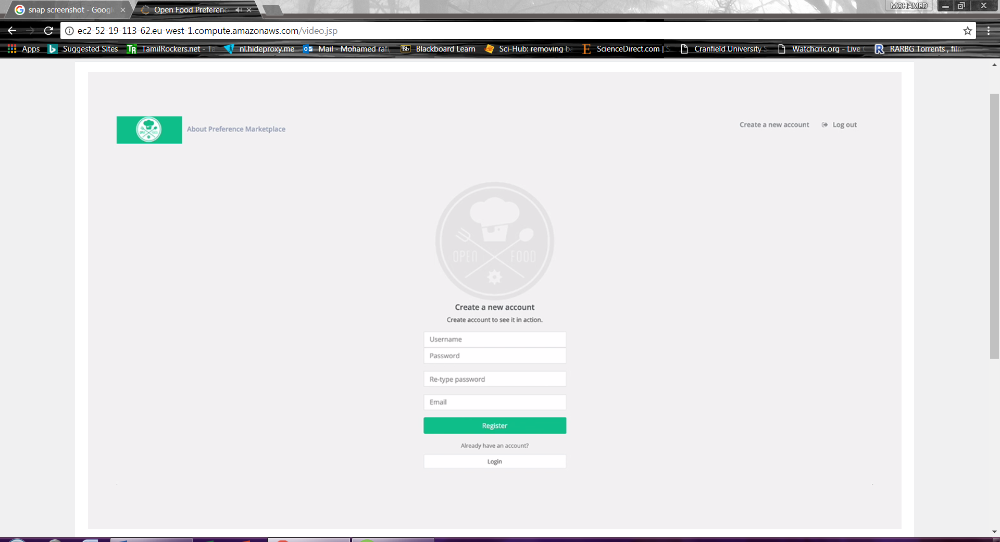 snap screenshot - Googl
Open Food Preferenc
MOHAMED
ec2-52-19-113-62.eu-west-1.compute.amazonaws.com/video.jsp
Apps Suggested Sites TamilRockers.net - Ta nl.hideproxy.me Mail - Mohamed rafi Blackboard Learn Sci-Hub: removing ba ScienceDirect.com | S Cranfield University S Watchcric.org - Live RARBG Torrents , film
OPEN FOOD
About Preference Marketplace
Create a new account
Log out
OPEN FOOD
Create a new account
Create account to see it in action.
Username
Password
Re-type password
Email
Register
Already have an account?
Login